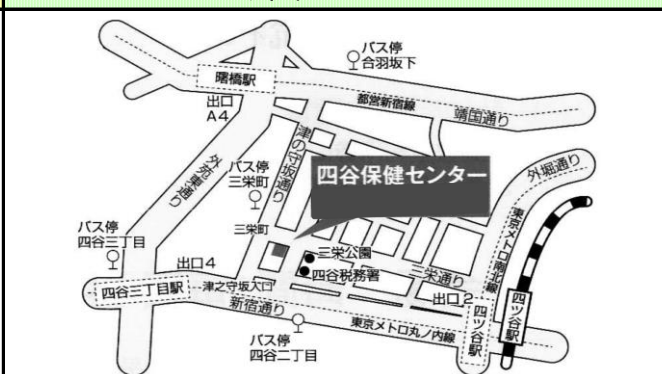 バス停
合羽坂下
曙橋駅
都営新宿線
靖国通り
出口
A4
津の守坂通り
外苑東通り
バス停
三栄町
四谷保健センター
外堀通り
東京メトロ南北線
バス停
四谷三丁目
三栄町
三栄公園
四谷税務署
三栄通り
出口4
出口2
四谷三丁目駅
津之守坂入口
新宿通り
東京メトロ丸ノ内線
四ツ谷駅
四ツ谷駅
バス停
四谷二丁目